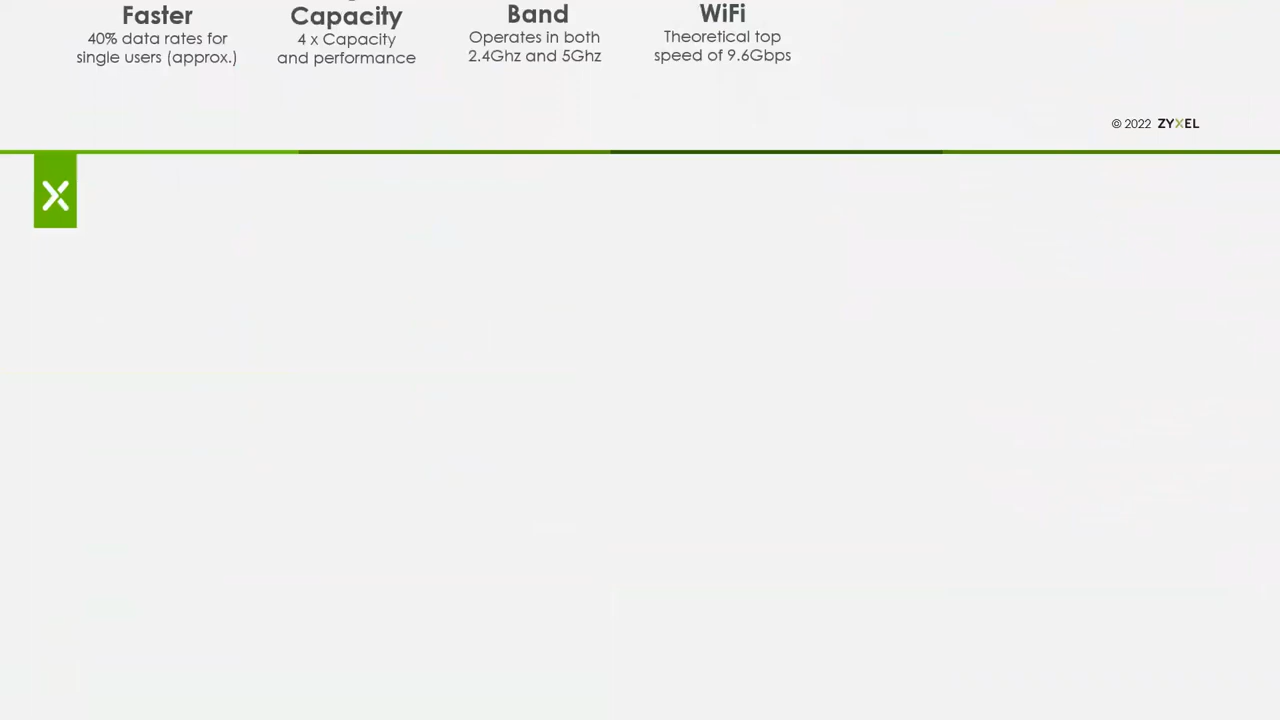 Faster
40% data rates for
single users (approx.)
Capacity
4 x Capacity
and performance
Band
Operates in both
2.4Ghz and 5Ghz
WiFi
Theoretical top
speed of 9.6Gbps
© 2022 ZYXEL